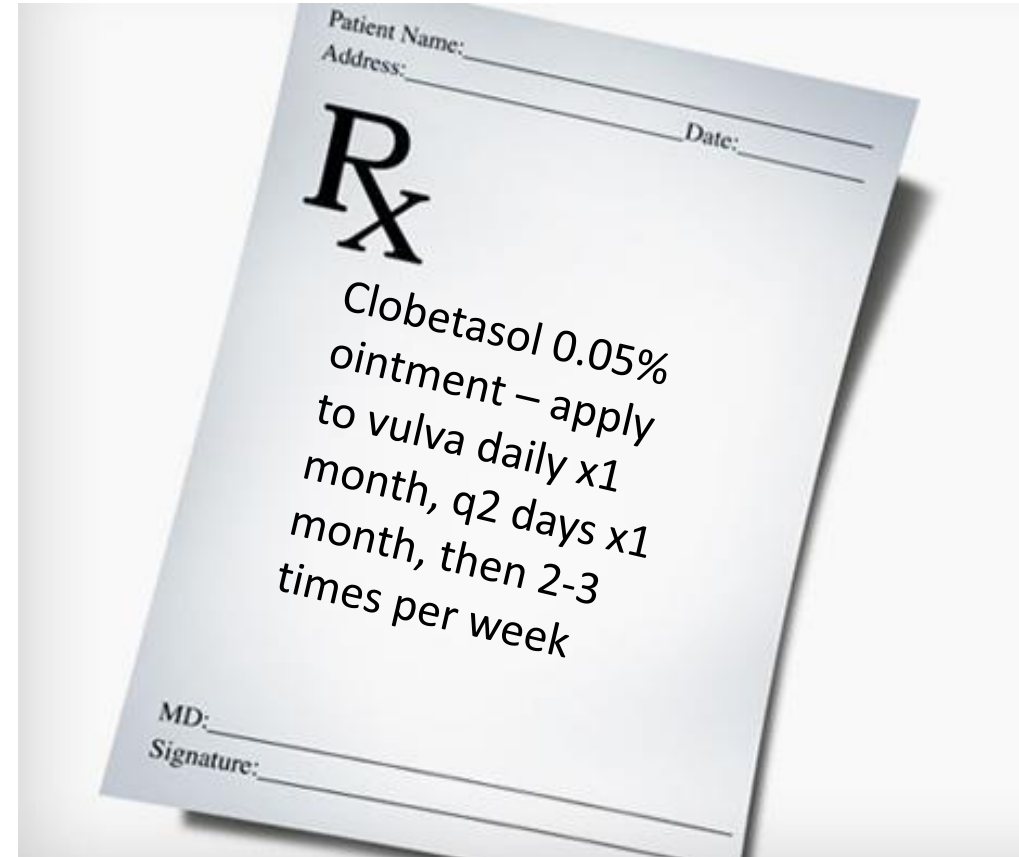 Patient Name:
Address:
Date:
Rx
Clobetasol 0.05%
ointment – apply
to vulva daily x1
month, q2 days x1
month, then 2-3
times per week
MD:
Signature: